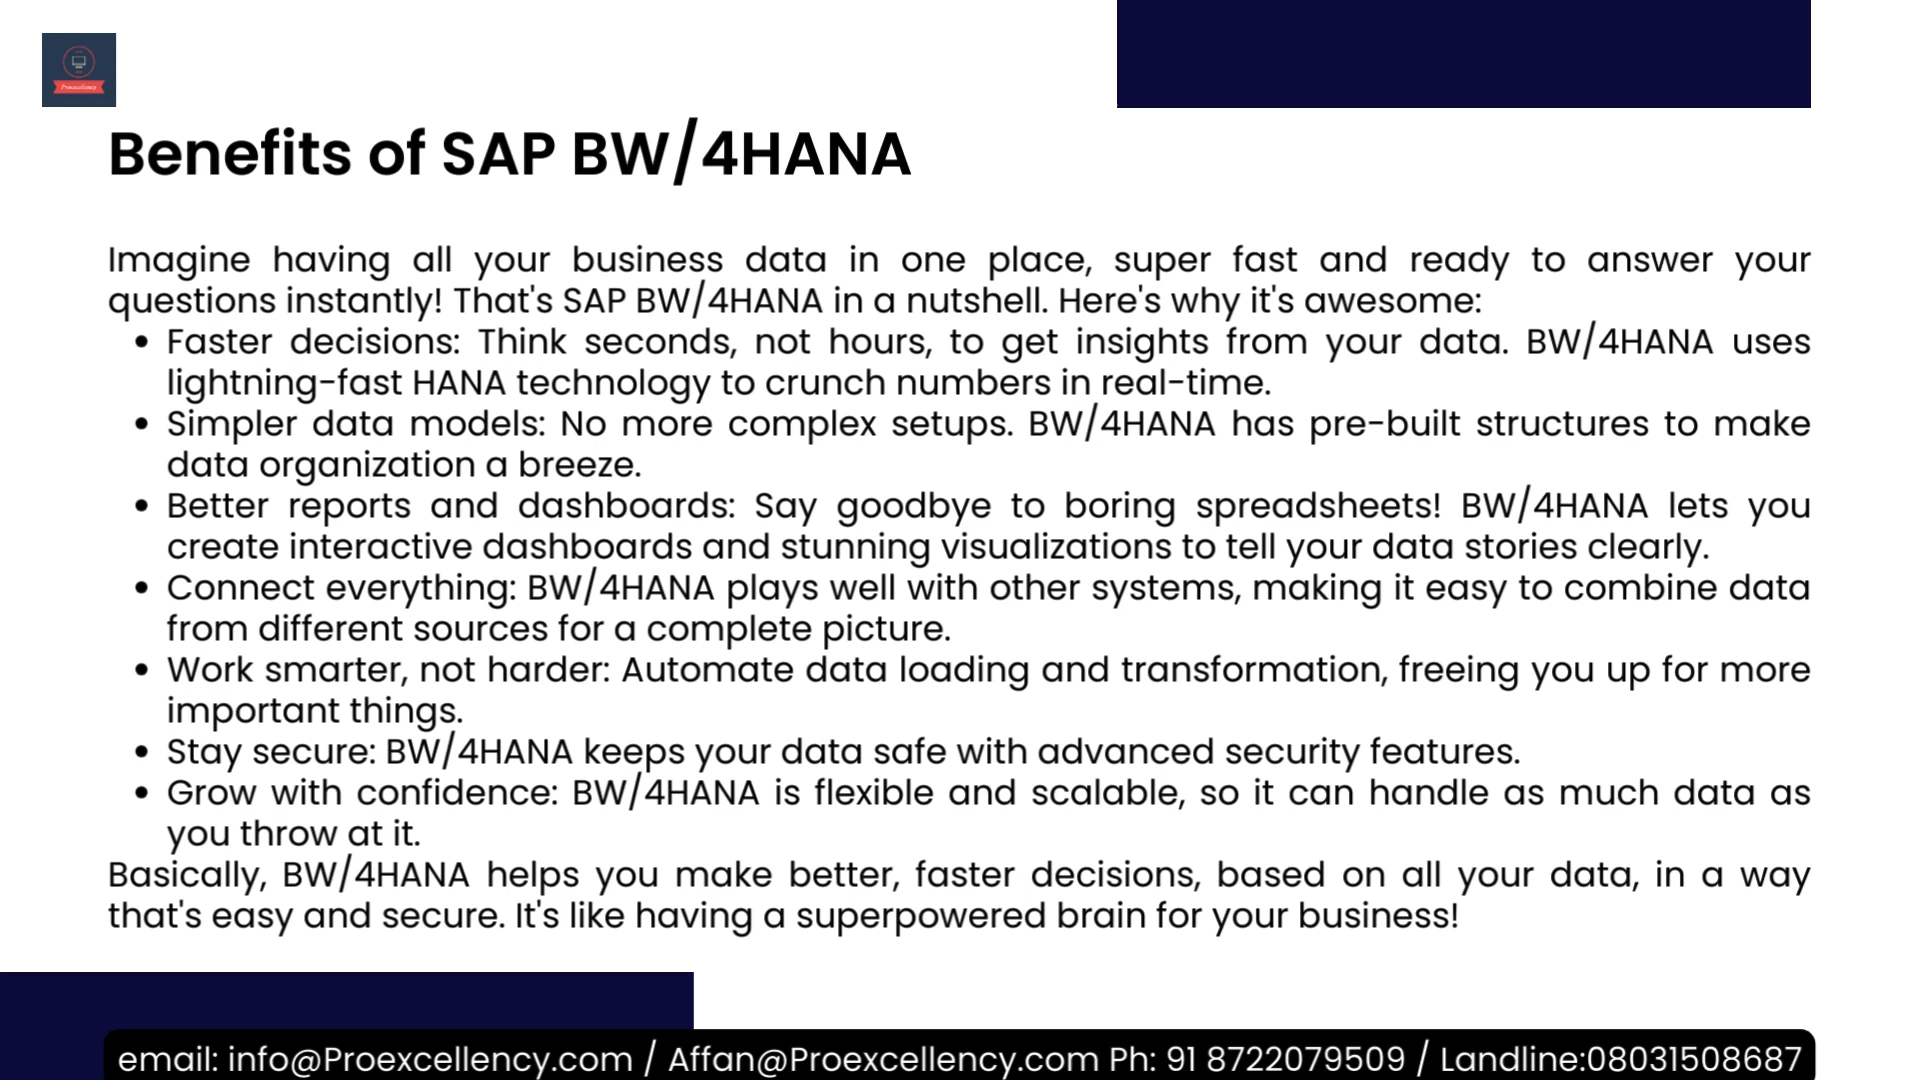 Proexcellency
Benefits of SAP BW/4HANA
Imagine having all your business data in one place, super fast and ready to answer your
questions instantly! That's SAP BW/4HANA in a nutshell. Here's why it's awesome:
• Faster decisions: Think seconds, not hours, to get insights from your data. BW/4HANA uses
lightning-fast HANA technology to crunch numbers in real-time.
• Simpler data models: No more complex setups. BW/4HANA has pre-built structures to make
data organization a breeze.
• Better reports and dashboards: Say goodbye to boring spreadsheets! BW/4HANA lets you
create interactive dashboards and stunning visualizations to tell your data stories clearly.
• Connect everything: BW/4HANA plays well with other systems, making it easy to combine data
from different sources for a complete picture.
• Work smarter, not harder: Automate data loading and transformation, freeing you up for more
important things.
• Stay secure: BW/4HANA keeps your data safe with advanced security features.
• Grow with confidence: BW/4HANA is flexible and scalable, so it can handle as much data as
you throw at it.
Basically, BW/4HANA helps you make better, faster decisions, based on all your data, in a way
that's easy and secure. It's like having a superpowered brain for your business!
email: info@Proexcellency.com / Affan@Proexcellency.com Ph: 91 8722079509 / Landline:08031508687